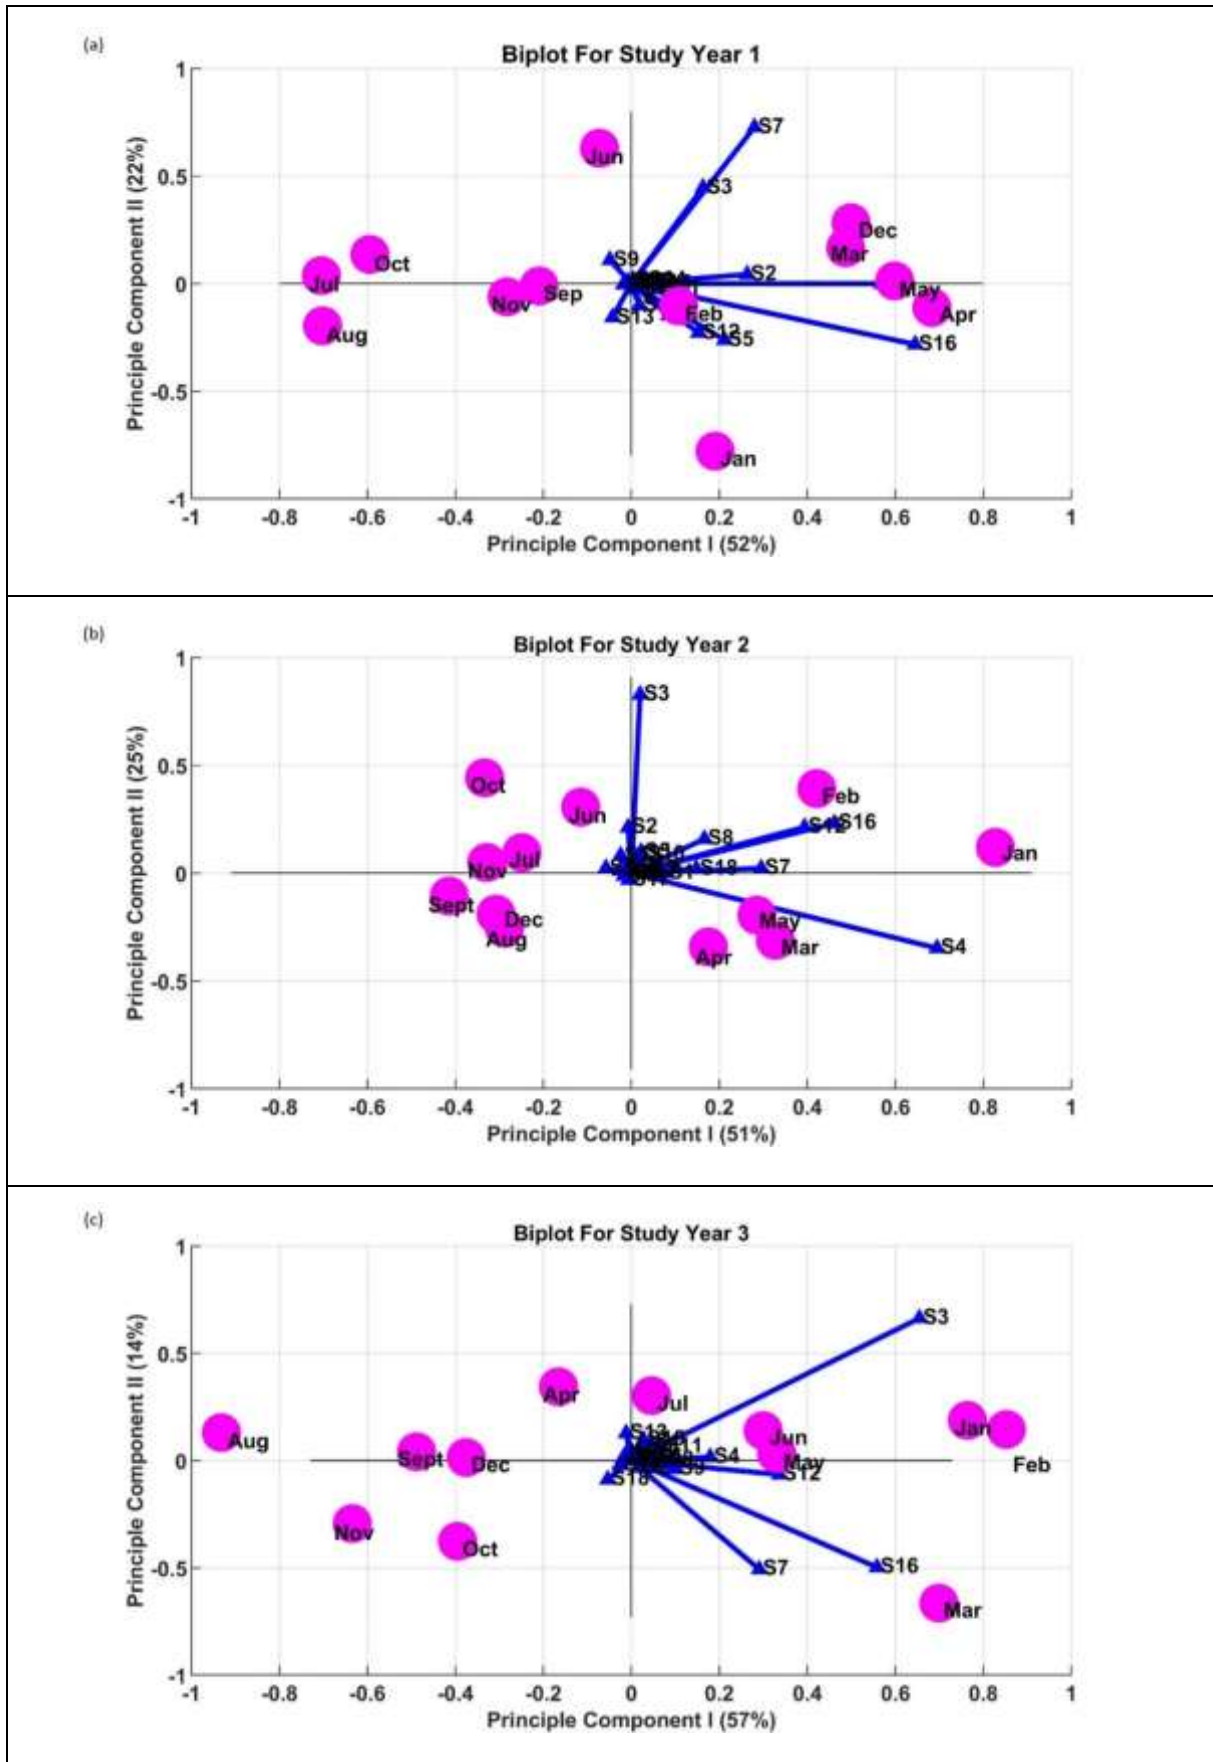 (a)
Biplot For Study Year 1
Principle Component II (22%)
1
0.5
0
-0.5
-1
S7
Jun
S3
Dec
Mar
S9
Oct
S2
Jul
May
Sep
Nov
Feb
Apr
S13
S12
Aug
S5
S16
Jan
-1 -0.8 -0.6 -0.4 -0.2 0 0.2 0.4 0.6 0.8 1
Principle Component I (52%)
(b)
Biplot For Study Year 2
Principle Component II (25%)
1
0.5
0
-0.5
-1
S3
Oct
Feb
Jun
S2
S12
S16
S8
Jan
Jul
Nov
S18
S7
Sept
Dec
May
Aug
Mar
S4
Apr
-1 -0.8 -0.6 -0.4 -0.2 0 0.2 0.4 0.6 0.8 1
Principle Component I (51%)
(c)
Biplot For Study Year 3
Principle Component II (14%)
1
0.5
0
-0.5
-1
S3
Apr
Jul
Jan
S13
Aug
Jun
Sept
Dec
S4
May
Feb
S9
S12
S18
Nov
Oct
S7
S16
Mar
-1 -0.8 -0.6 -0.4 -0.2 0 0.2 0.4 0.6 0.8 1
Principle Component I (57%)